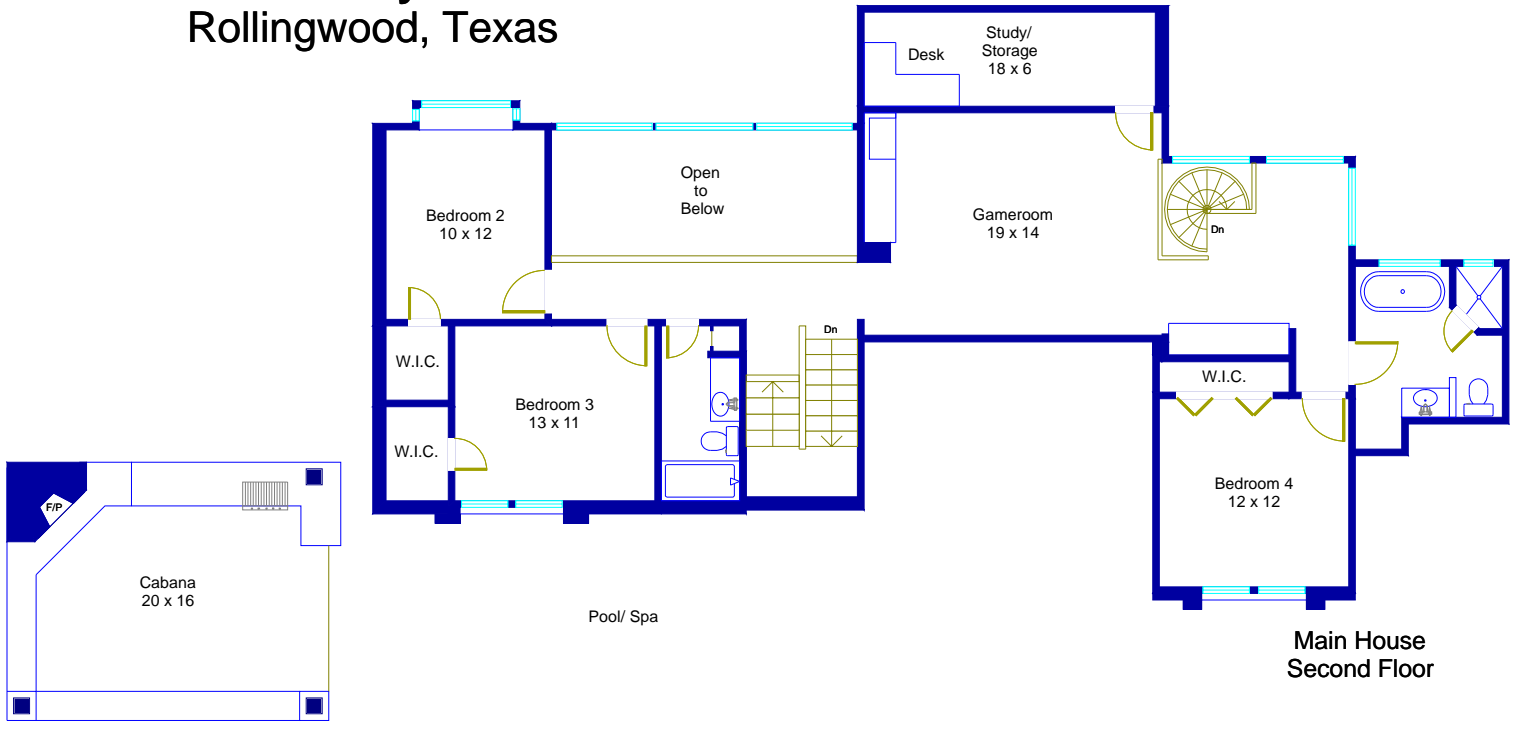 Rollingwood, Texas
Study/
Storage
18 x 6
Desk
Open
to
Below
Bedroom 2
10 x 12
Gameroom
19 x 14
Dn
Dn
W.I.C.
W.I.C.
Bedroom 3
13 x 11
W.I.C.
Bedroom 4
12 x 12
F/P
Cabana
20 x 16
Pool/ Spa
Main House
Second Floor